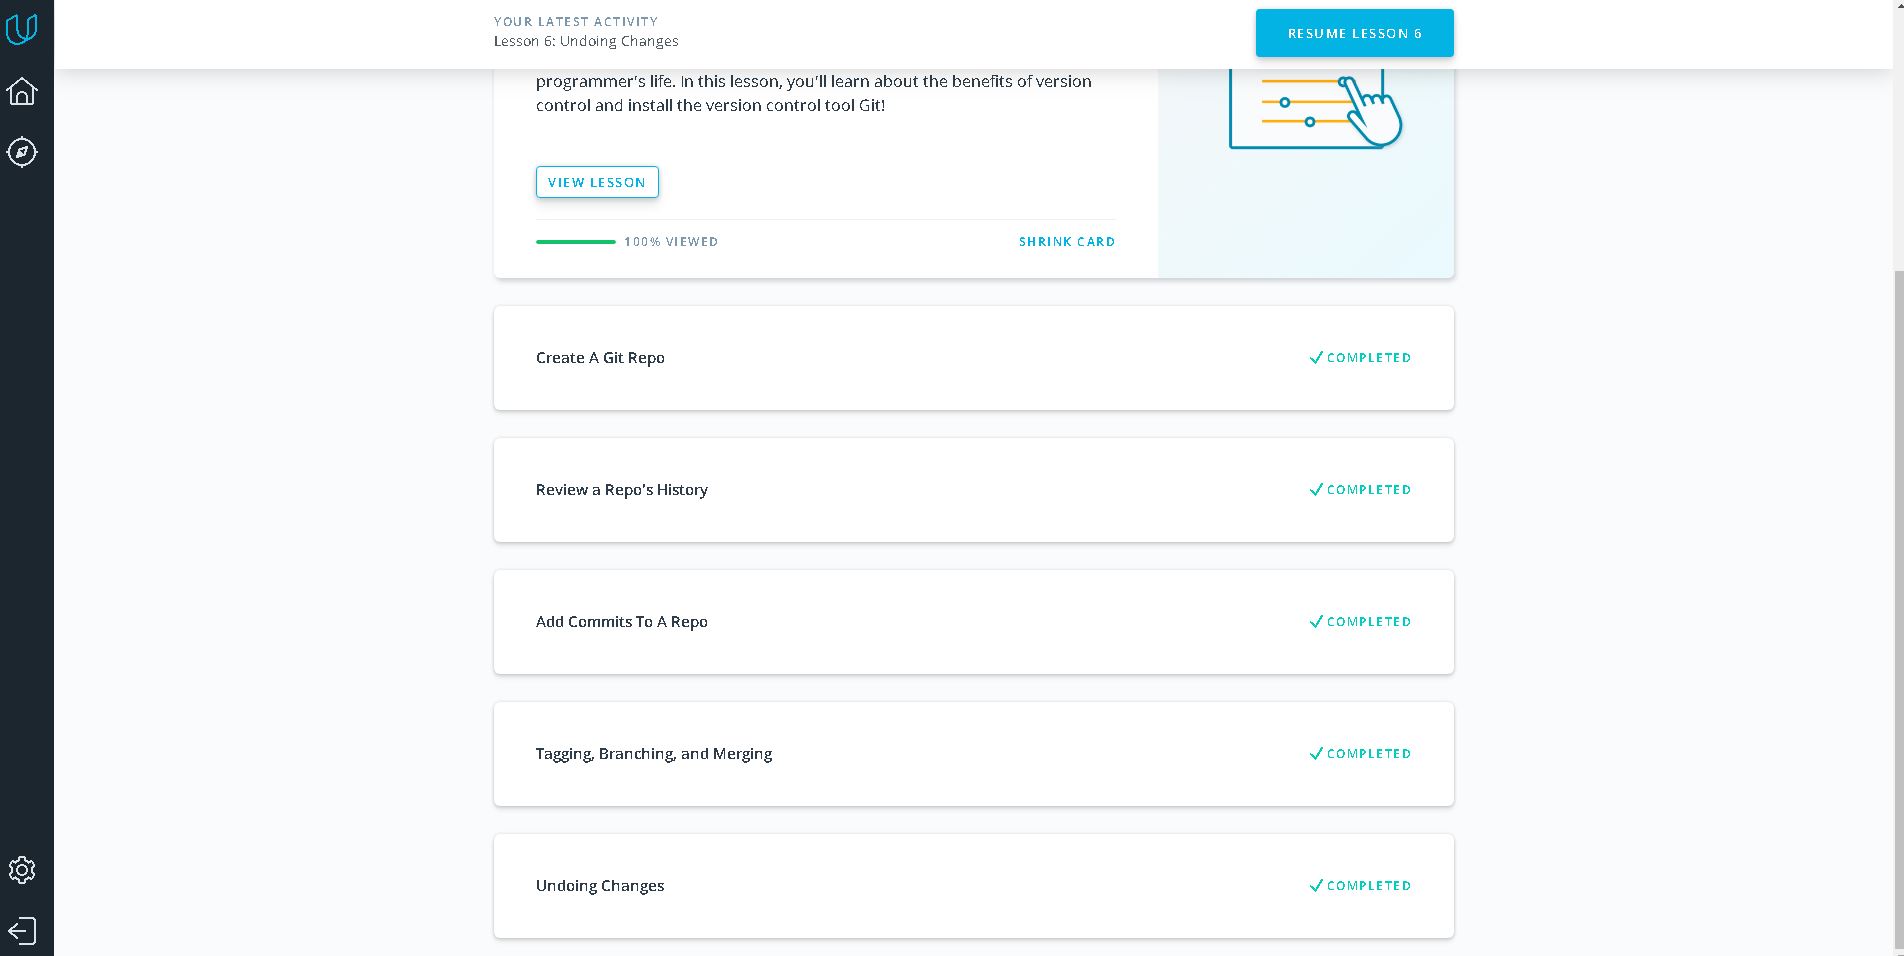 YOUR LATEST ACTIVITY
Lesson 6: Undoing Changes
RESUME LESSON 6
programmer's life. In this lesson, you'll learn about the benefits of version
control and install the version control tool Git!
VIEW LESSON
100% VIEWED
SHRINK CARD
Create A Git Repo
COMPLETED
Review a Repo's History
COMPLETED
Add Commits To A Repo
COMPLETED
Tagging, Branching, and Merging
COMPLETED
Undoing Changes
COMPLETED